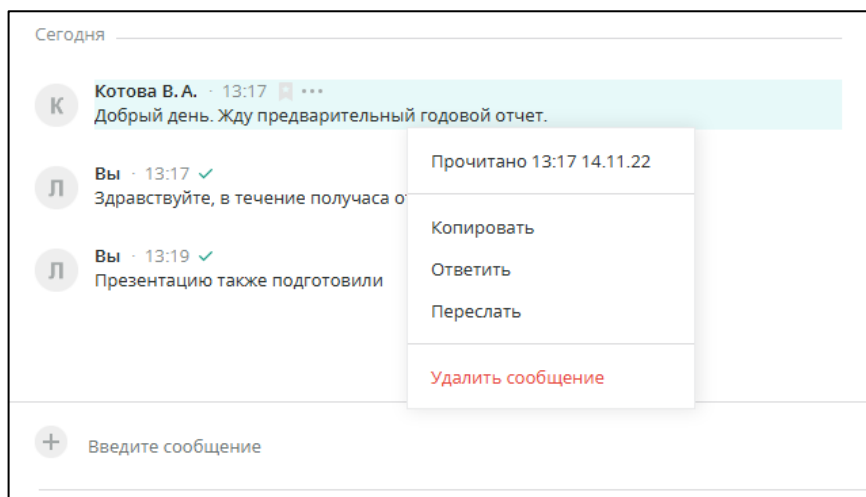 Сегодня
К
Котова В. А. · 13:17
Добрый день. Жду предварительный годовой отчет.
Прочитано 13:17 14.11.22
Л
Вы · 13:17
Здравствуйте, в течение получаса
Копировать
Ответить
Переслать
Л
Вы · 13:19
Презентацию также подготовили
Удалить сообщение
Введите сообщение